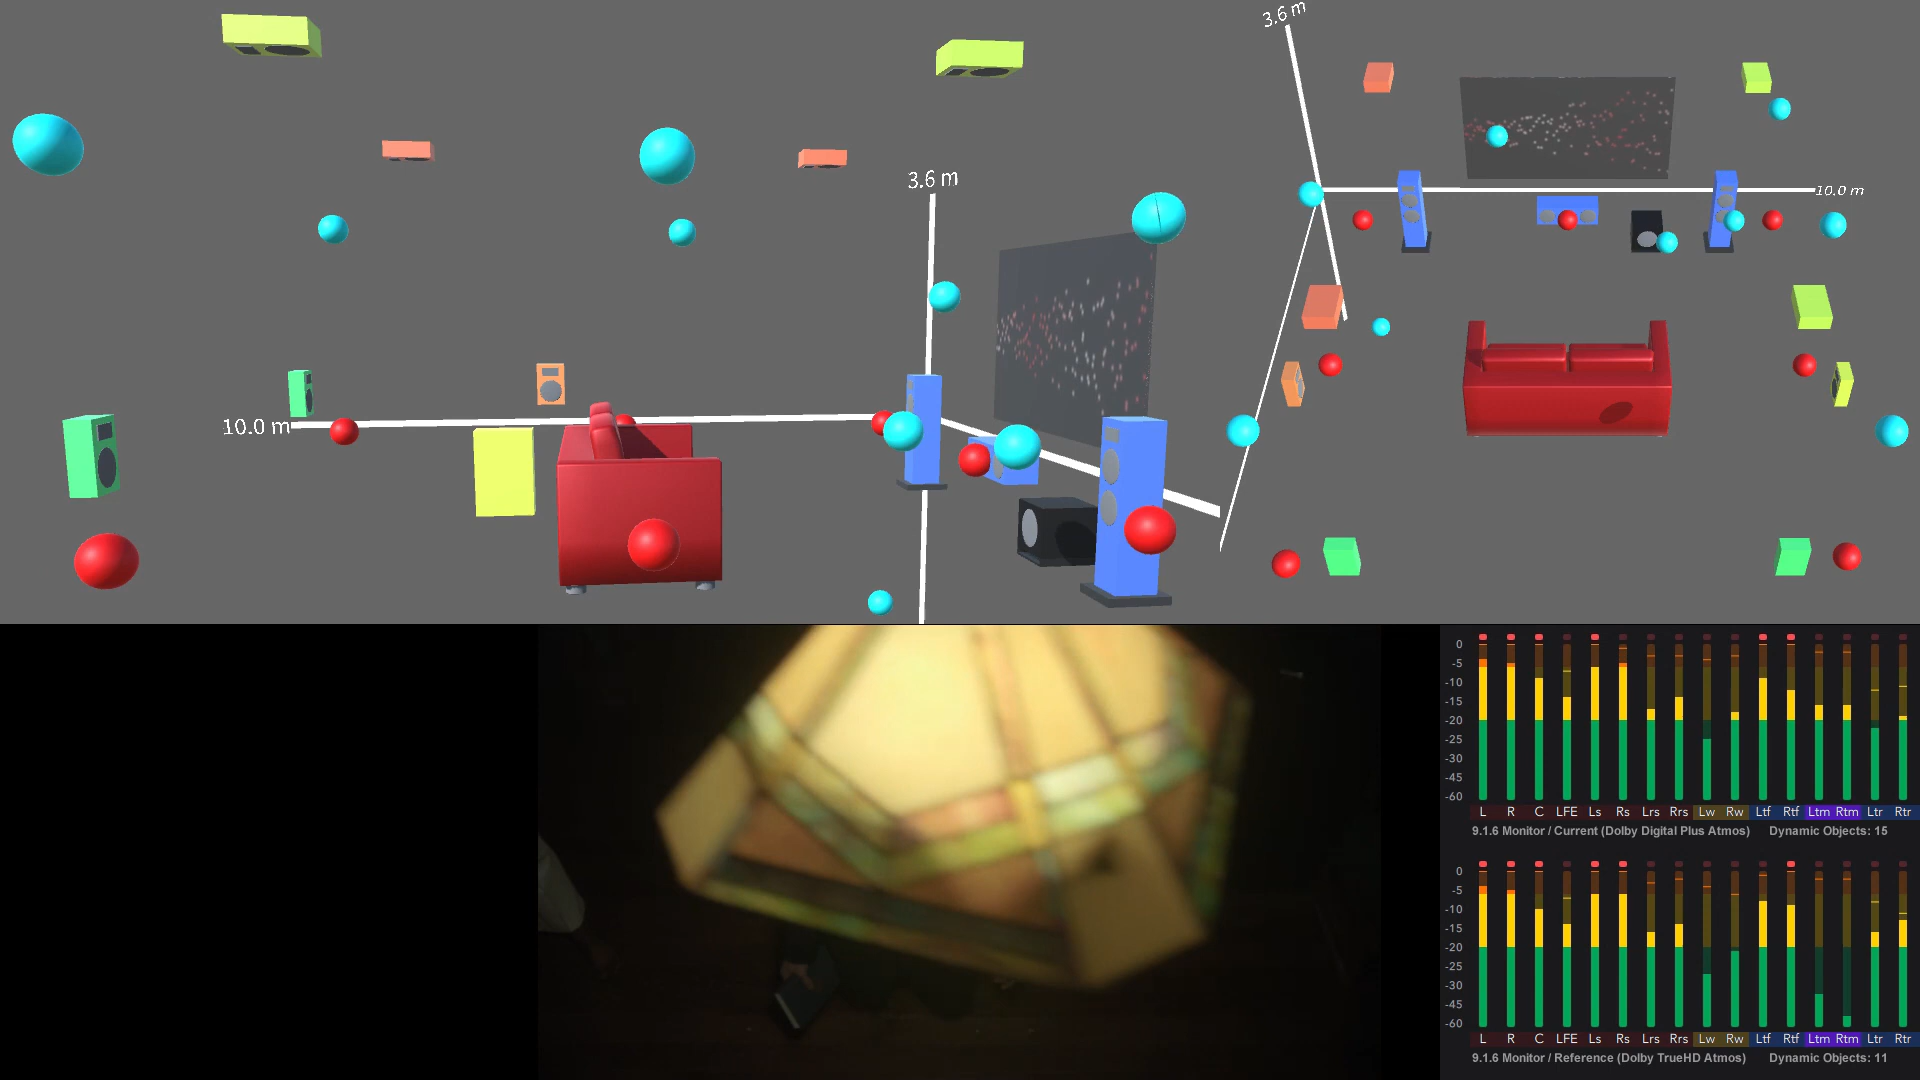 3.6 m
3.6 m
10.0 m
10.0 m
0
-5
-10
-15
-20
-25
-30
-45
-60
L R C LFE Ls Rs Lrs Rrs Lw Rw Ltf Rtf Ltm Rtm Ltr Rtr
9.1.6 Monitor / Current (Dolby Digital Plus Atmos) Dynamic Objects: 15
0
-5
-10
-15
-20
-25
-30
-45
-60
L R C LFE Ls Rs Lrs Rrs Lw Rw Ltf Rtf Ltm Rtm Ltr Rtr
9.1.6 Monitor / Reference (Dolby TrueHD Atmos) Dynamic Objects: 11